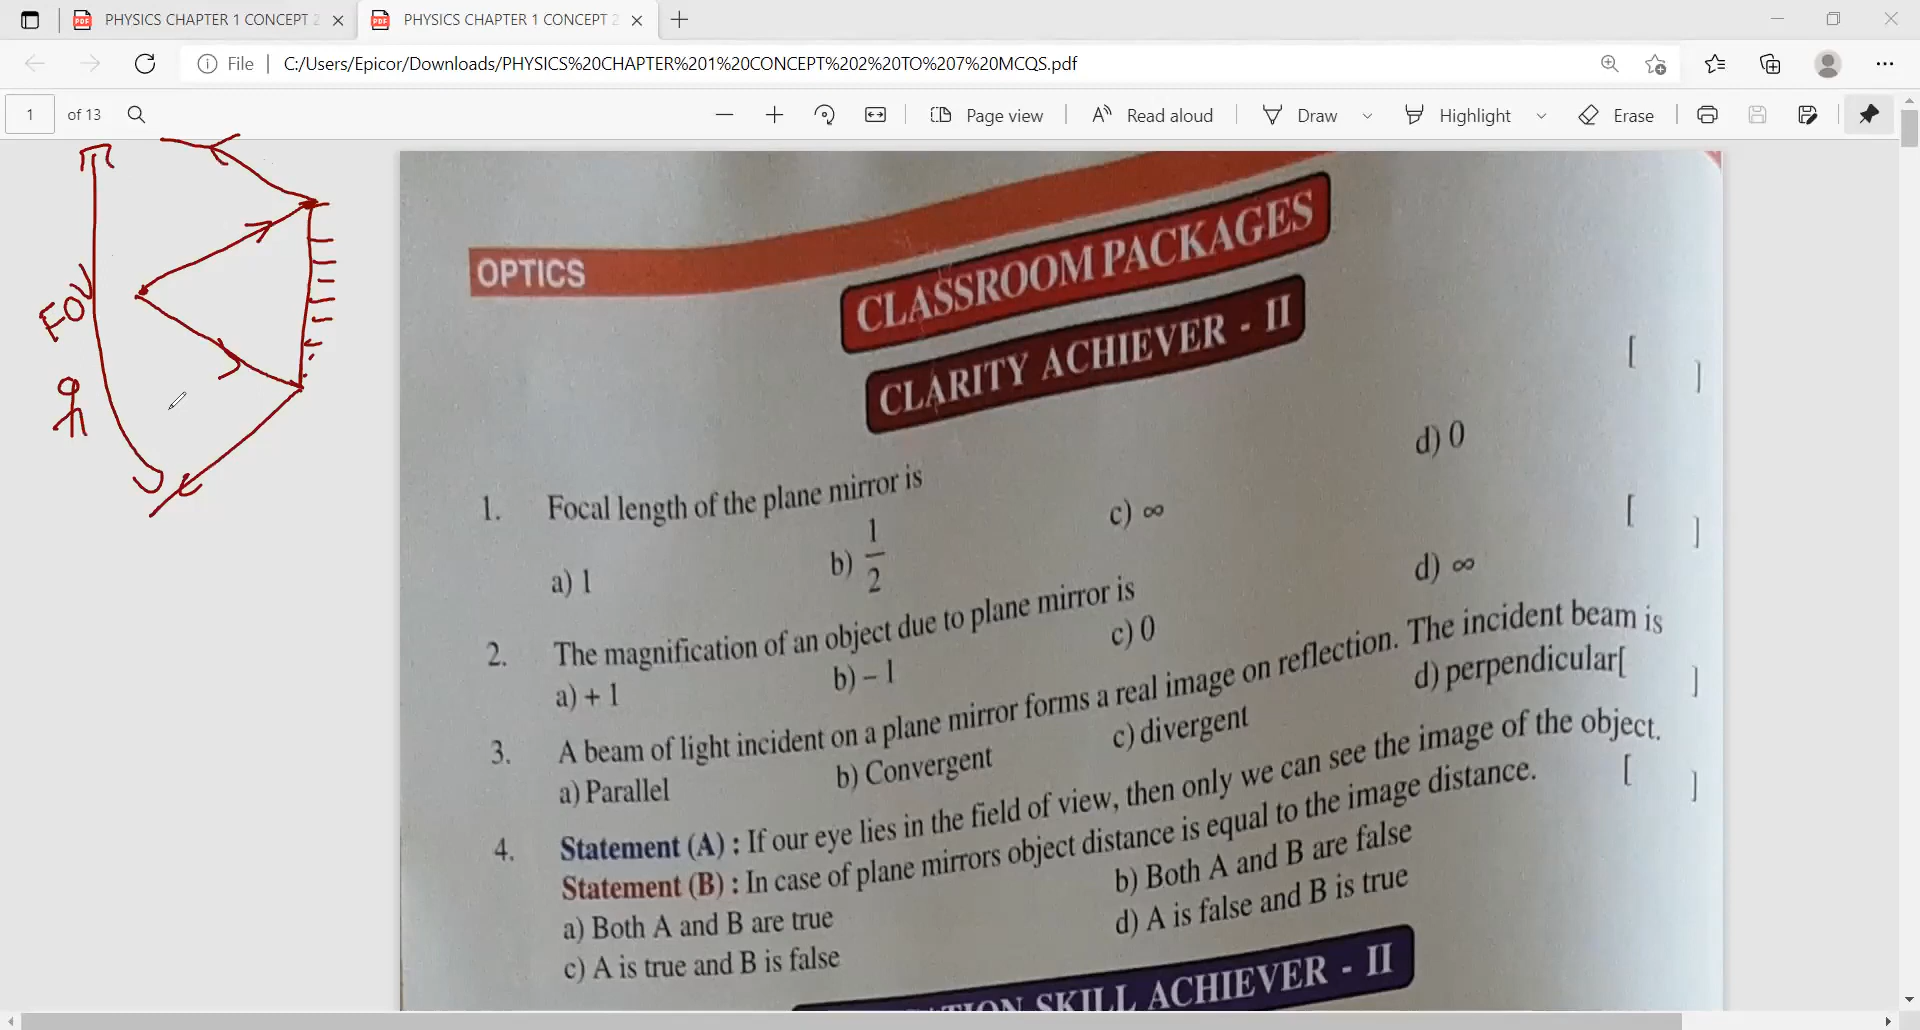 PHYSICS CHAPTER 1 CONCEPT 2
PHYSICS CHAPTER 1 CONCEPT 2
File C:/Users/Epicor/Downloads/PHYSICS%20CHAPTER%201%20CONCEPT%202%20TO%207%20MCQS.pdf
1 of 13 Page view Read aloud Draw Highlight Erase
FOV
OPTICS
CLASSROOM PACKAGES
CLARITY ACHIEVER - II
1. Focal length of the plane mirror is [ ]
a) 1 b) 1/2 c) ∞ d) 0
2. The magnification of an object due to plane mirror is [ ]
a) + 1 b) – 1 c) 0 d) ∞
3. A beam of light incident on a plane mirror forms a real image on reflection. The incident beam is
a) Parallel b) Convergent c) divergent d) perpendicular [ ]
4. Statement (A) : If our eye lies in the field of view, then only we can see the image of the object.
Statement (B) : In case of plane mirrors object distance is equal to the image distance. [ ]
a) Both A and B are true b) Both A and B are false
c) A is true and B is false d) A is false and B is true
SKILL ACHIEVER - II